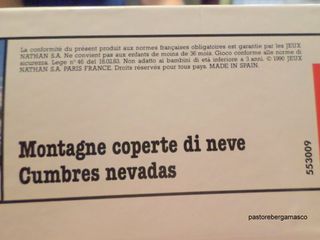 La conformité du présent produit aux normes françaises obligatoires est garantie par les JEUX
NATHAN S.A. Ne convient pas aux enfants de moins de 36 mois. Gioco conforme alle norme di
sicurezza. Lege n° 46 del 18.02.83. Non adatto ai bambini di età inferiore a 3 anni. © 1990 JEUX
NATHAN S.A. PARIS FRANCE. Droits réservés pour tous pays. MADE IN SPAIN.
Montagne coperte di neve
Cumbres nevadas
553009
pastorebergamasco